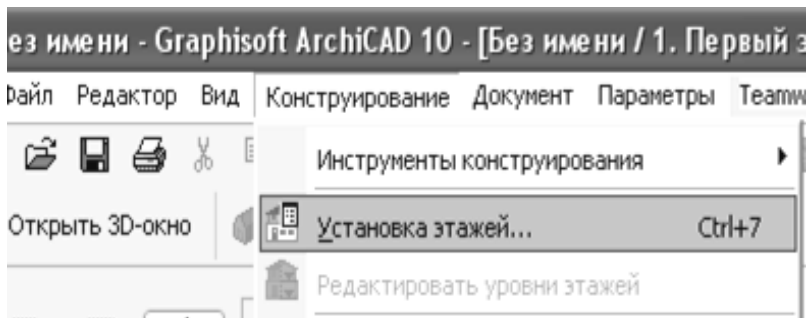 ез имени - Graphisoft ArchiCAD 10 - [Без имени / 1. Первый э
Файл Редактор Вид Конструирование Документ Параметры Teamw
Инструменты конструирования
Открыть 3D-окно
Установка этажей... Ctrl+7
Редактировать уровни этажей